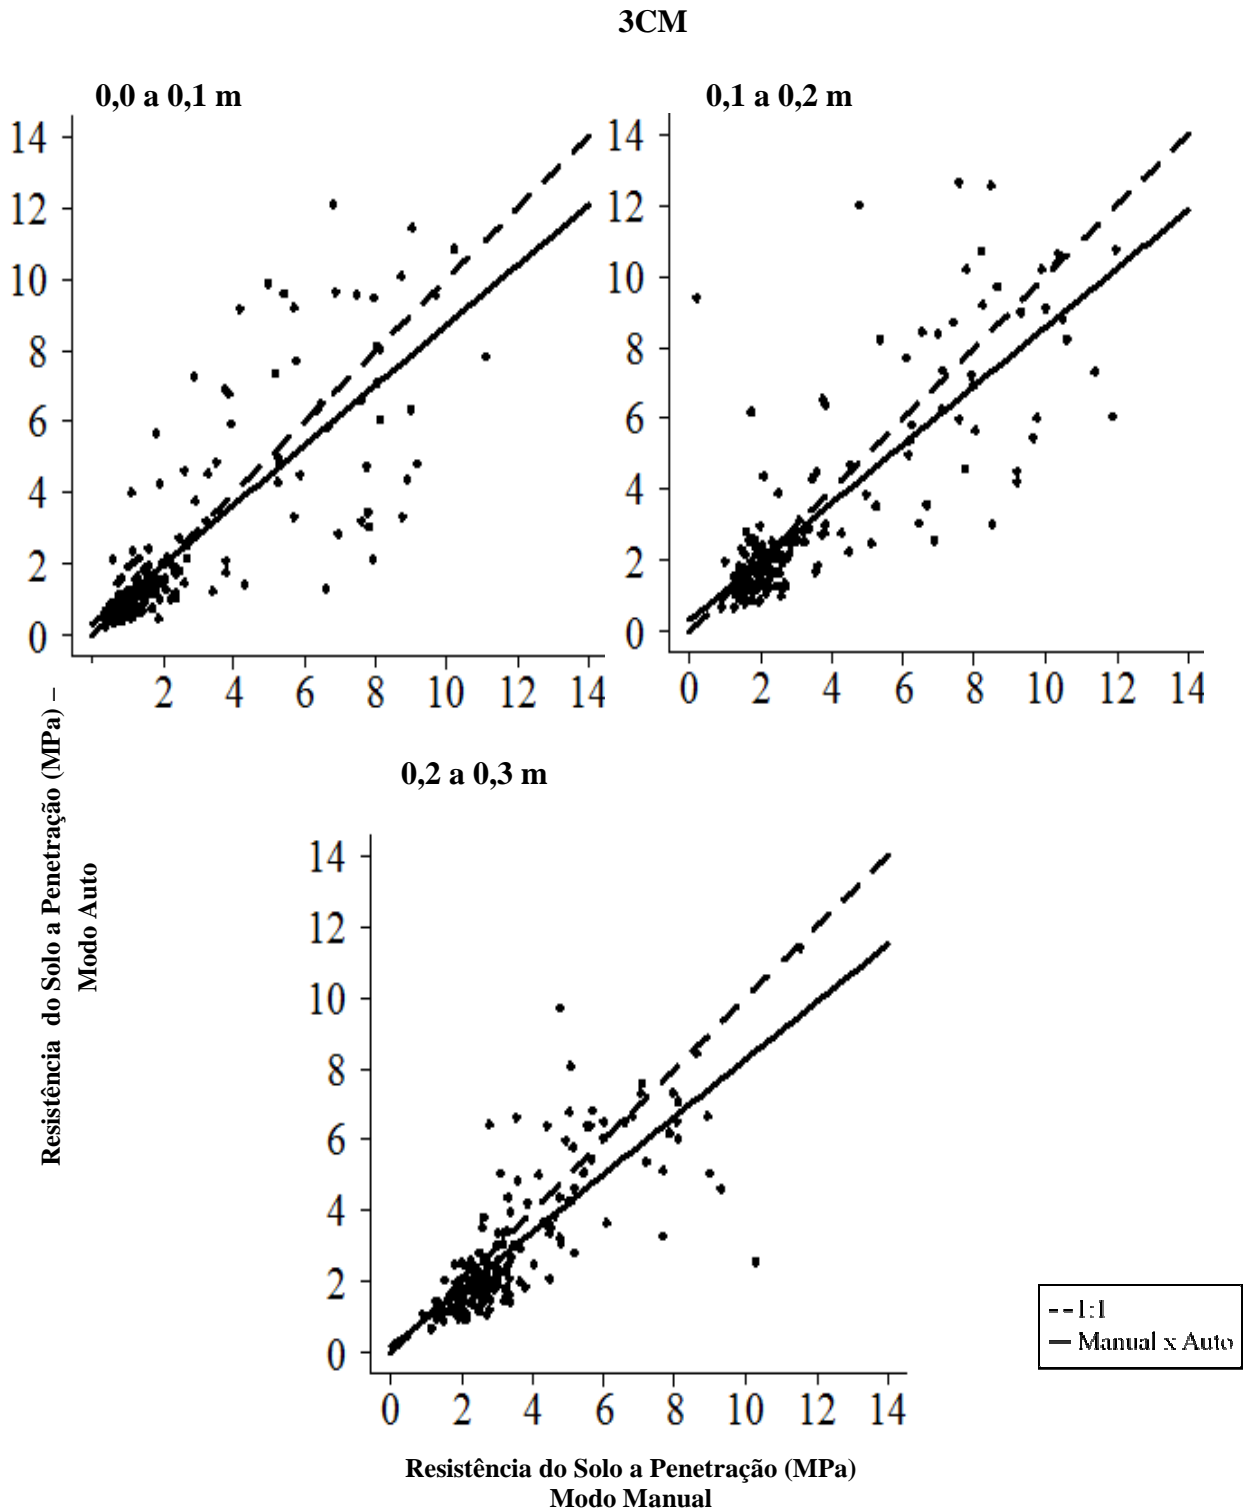 3CM
0,0 a 0,1 m
0,1 a 0,2 m
14
12
10
8
6
4
2
0
2 4 6 8 10 12 14
14
12
10
8
6
4
2
0
0 2 4 6 8 10 12 14
0,2 a 0,3 m
14
12
10
8
6
4
2
0
0 2 4 6 8 10 12 14
Resistência do Solo a Penetração (MPa) –
Modo Auto
Resistência do Solo a Penetração (MPa)
Modo Manual
1:1
Manual x Auto